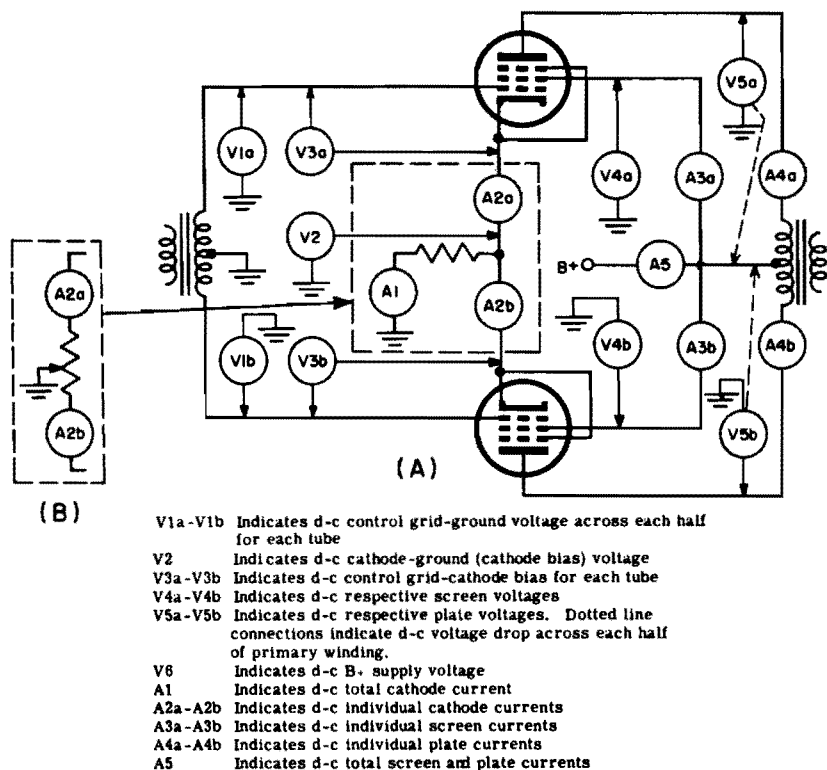 V5a
V1a
V3a
V4a
A3a
A4a
A2a
V2
B+
A5
A2a
A1
A2b
V1b
V3b
V4b
A3b
A4b
A2b
V5b
(A)
(B)
V1a-V1b Indicates d-c control grid-ground voltage across each half
for each tube
V2 Indicates d-c cathode-ground (cathode bias) voltage
V3a-V3b Indicates d-c control grid-cathode bias for each tube
V4a-V4b Indicates d-c respective screen voltages
V5a-V5b Indicates d-c respective plate voltages. Dotted line
connections indicate d-c voltage drop across each half
of primary winding.
V6 Indicates d-c B+ supply voltage
A1 Indicates d-c total cathode current
A2a-A2b Indicates d-c individual cathode currents
A3a-A3b Indicates d-c individual screen currents
A4a-A4b Indicates d-c individual plate currents
A5 Indicates d-c total screen and plate currents